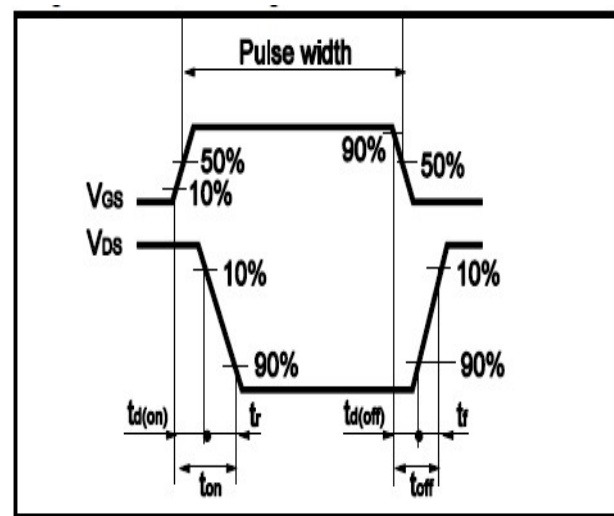 Pulse width
90%
50% 50%
10%
VGS
VDS
10% 10%
90% 90%
td(on) tr td(off) tf
ton toff